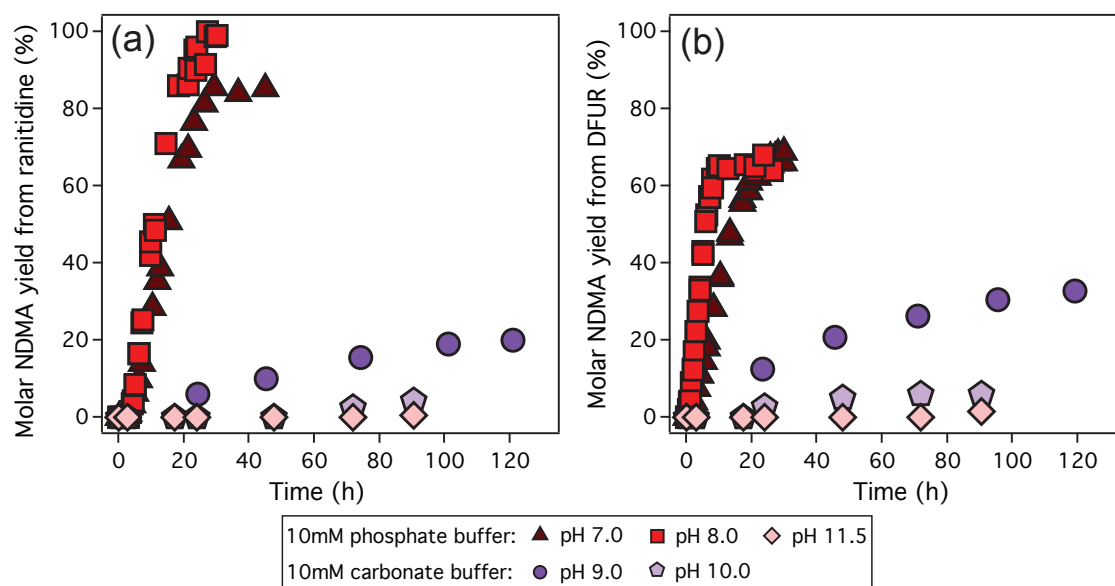 (a)
Molar NDMA yield from ranitidine (%)
100
80
60
40
20
0
0 20 40 60 80 100 120
Time (h)
(b)
Molar NDMA yield from DFUR (%)
100
80
60
40
20
0
0 20 40 60 80 100 120
Time (h)
10mM phosphate buffer: pH 7.0 pH 8.0 pH 11.5
10mM carbonate buffer: pH 9.0 pH 10.0